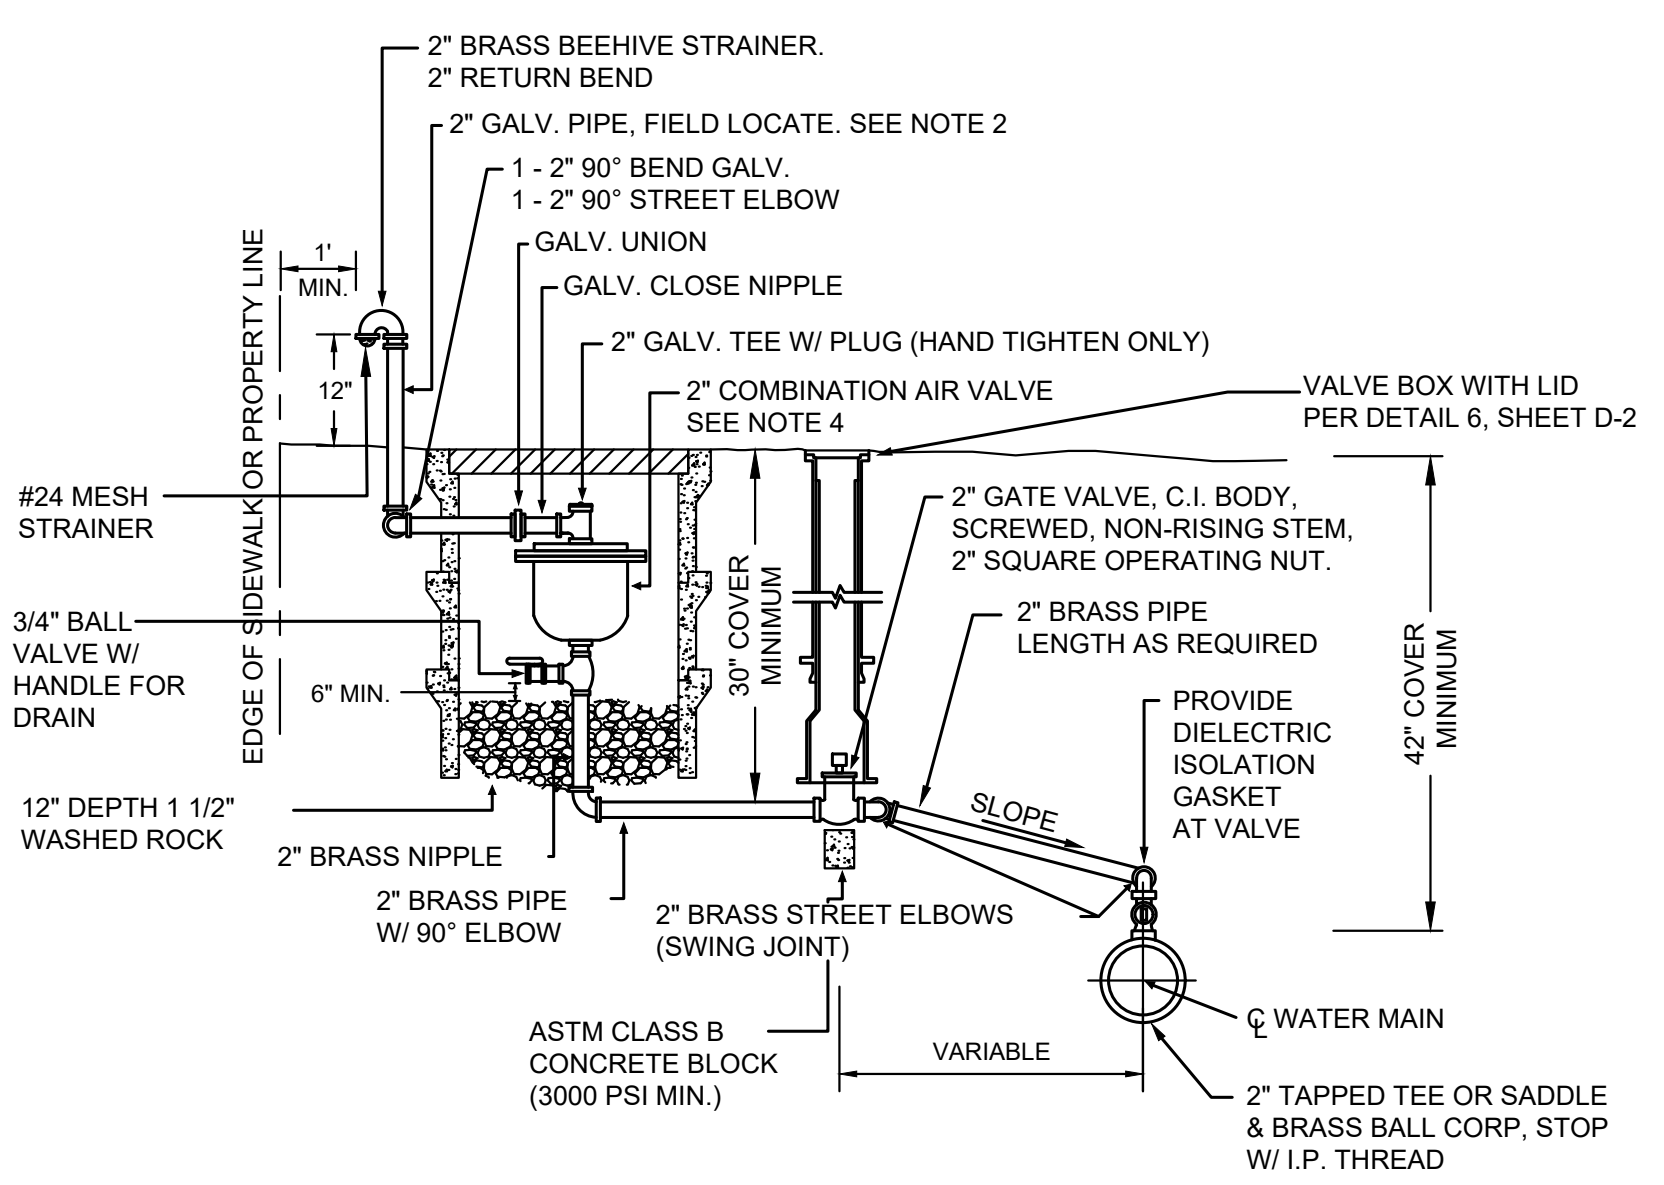 2" BRASS BEEHIVE STRAINER.
2" RETURN BEND
2" GALV. PIPE, FIELD LOCATE. SEE NOTE 2
1 - 2" 90° BEND GALV.
1 - 2" 90° STREET ELBOW
GALV. UNION
GALV. CLOSE NIPPLE
2" GALV. TEE W/ PLUG (HAND TIGHTEN ONLY)
2" COMBINATION AIR VALVE
SEE NOTE 4
VALVE BOX WITH LID
PER DETAIL 6, SHEET D-2
EDGE OF SIDEWALK OR PROPERTY LINE
1'
MIN.
12"
#24 MESH
STRAINER
3/4" BALL
VALVE W/
HANDLE FOR
DRAIN
6" MIN.
12" DEPTH 1 1/2"
WASHED ROCK
2" BRASS NIPPLE
2" BRASS PIPE
W/ 90° ELBOW
30" COVER
MINIMUM
2" GATE VALVE, C.I. BODY,
SCREWED, NON-RISING STEM,
2" SQUARE OPERATING NUT.
2" BRASS PIPE
LENGTH AS REQUIRED
PROVIDE
DIELECTRIC
ISOLATION
GASKET
AT VALVE
42" COVER
MINIMUM
SLOPE
2" BRASS STREET ELBOWS
(SWING JOINT)
ASTM CLASS B
CONCRETE BLOCK
(3000 PSI MIN.)
VARIABLE
℄ WATER MAIN
2" TAPPED TEE OR SADDLE
& BRASS BALL CORP, STOP
W/ I.P. THREAD